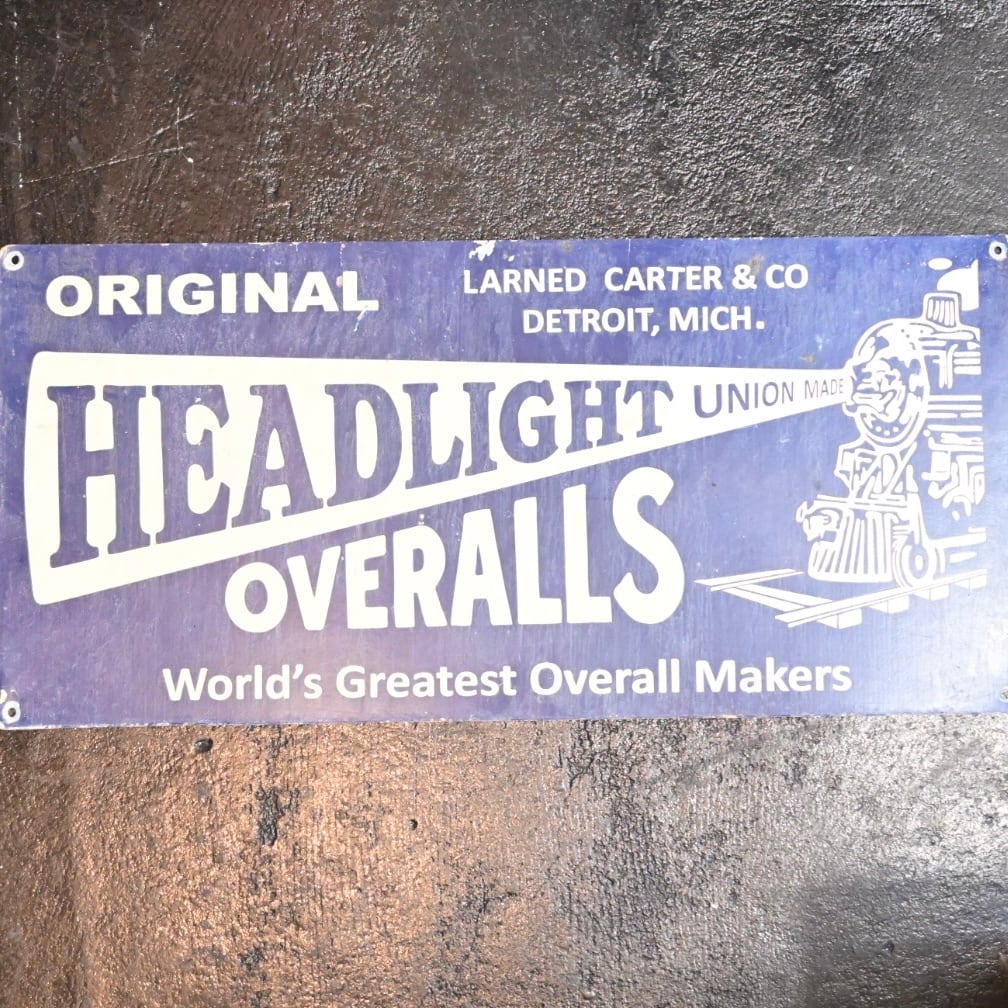 ORIGINAL
LARNED CARTER & CO
DETROIT, MICH.
HEADLIGHT UNION MADE
OVERALLS
World's Greatest Overall Makers